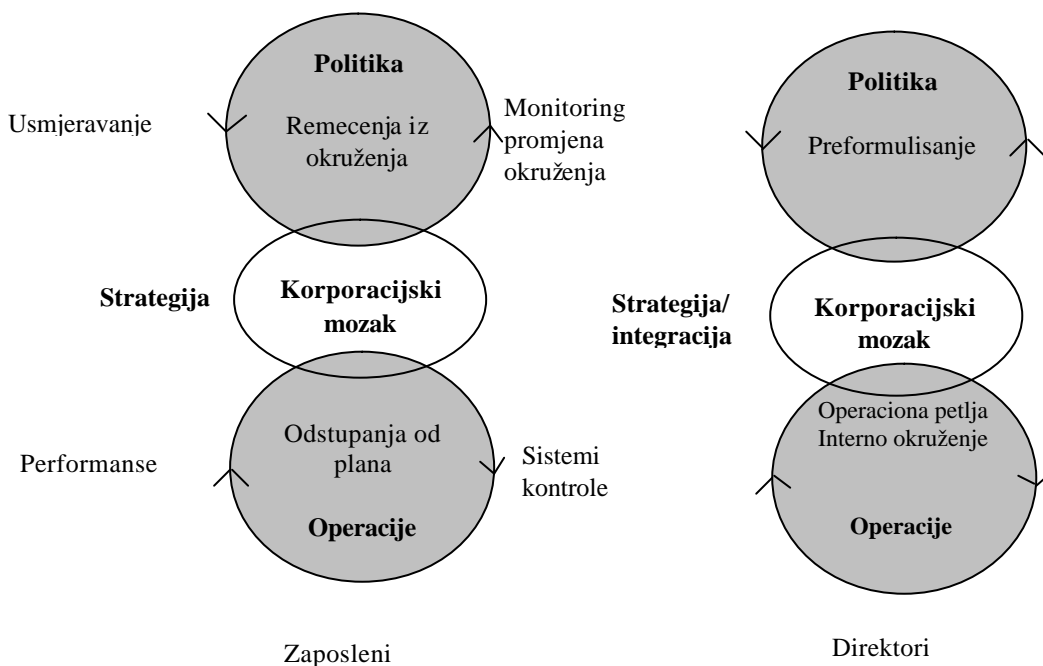 Politika
Usmjeravanje
Remecenja iz
okruženja
Monitoring
promjena
okruženja
Strategija
Korporacijski
mozak
Performanse
Odstupanja od
plana
Sistemi
kontrole
Operacije
Zaposleni
Politika
Preformulisanje
Strategija/
integracija
Korporacijski
mozak
Operaciona petlja
Interno okruženje
Operacije
Direktori